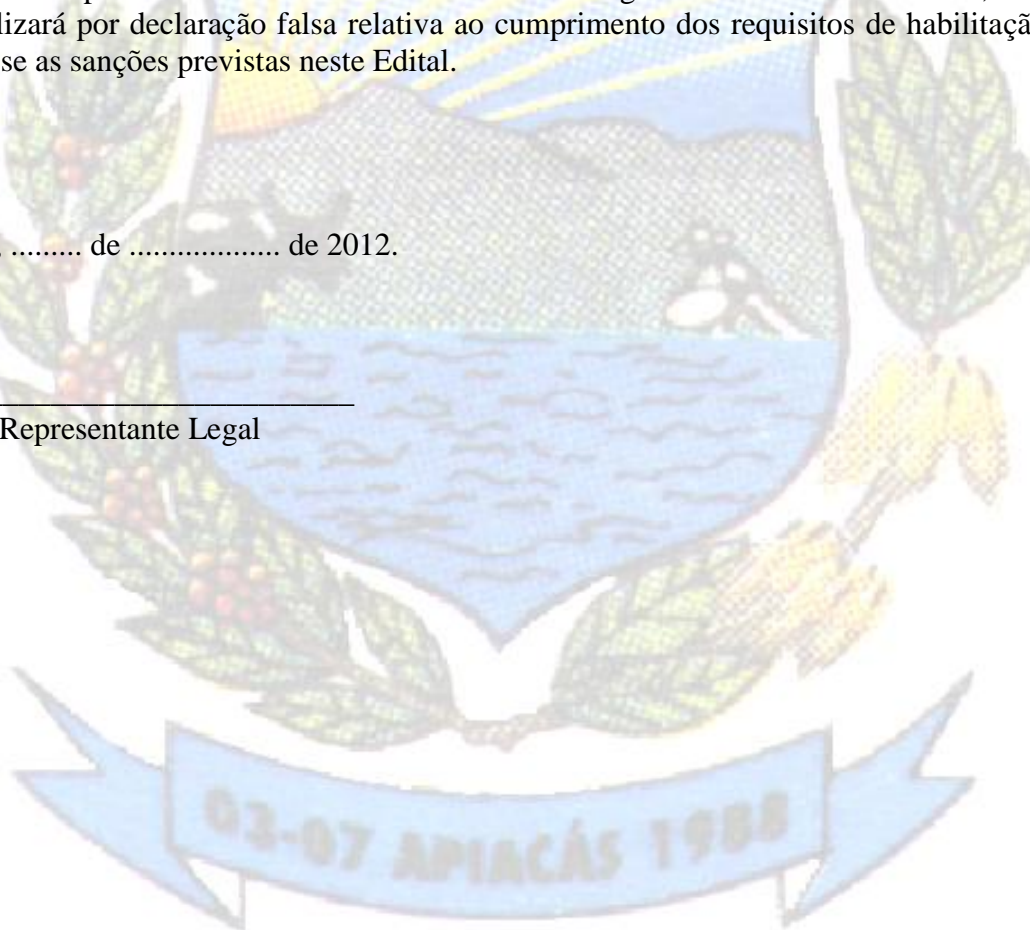 lizará por declaração falsa relativa ao cumprimento dos requisitos de habilitaçã
se as sanções previstas neste Edital.
, ......... de ................... de 2012.
Representante Legal
03-07 APIACÁS 1988